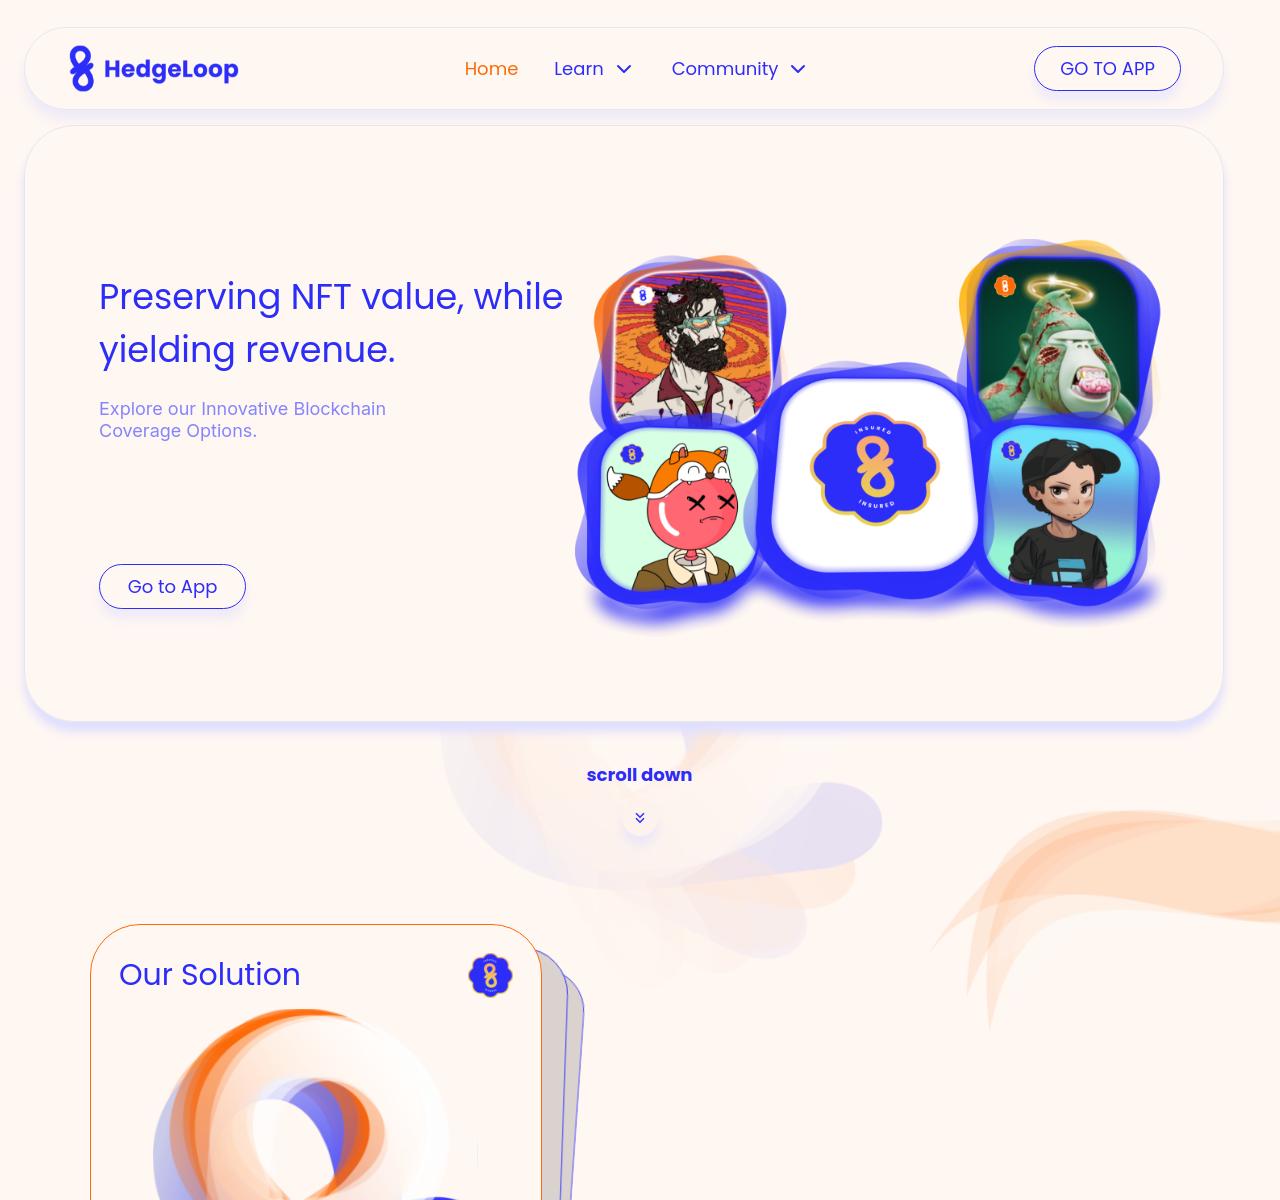 HedgeLoop
Home
Learn
Community
GO TO APP
Preserving NFT value, while
yielding revenue.
Explore our Innovative Blockchain
Coverage Options.
INSURED
INSURED
Go to App
scroll down
Our Solution